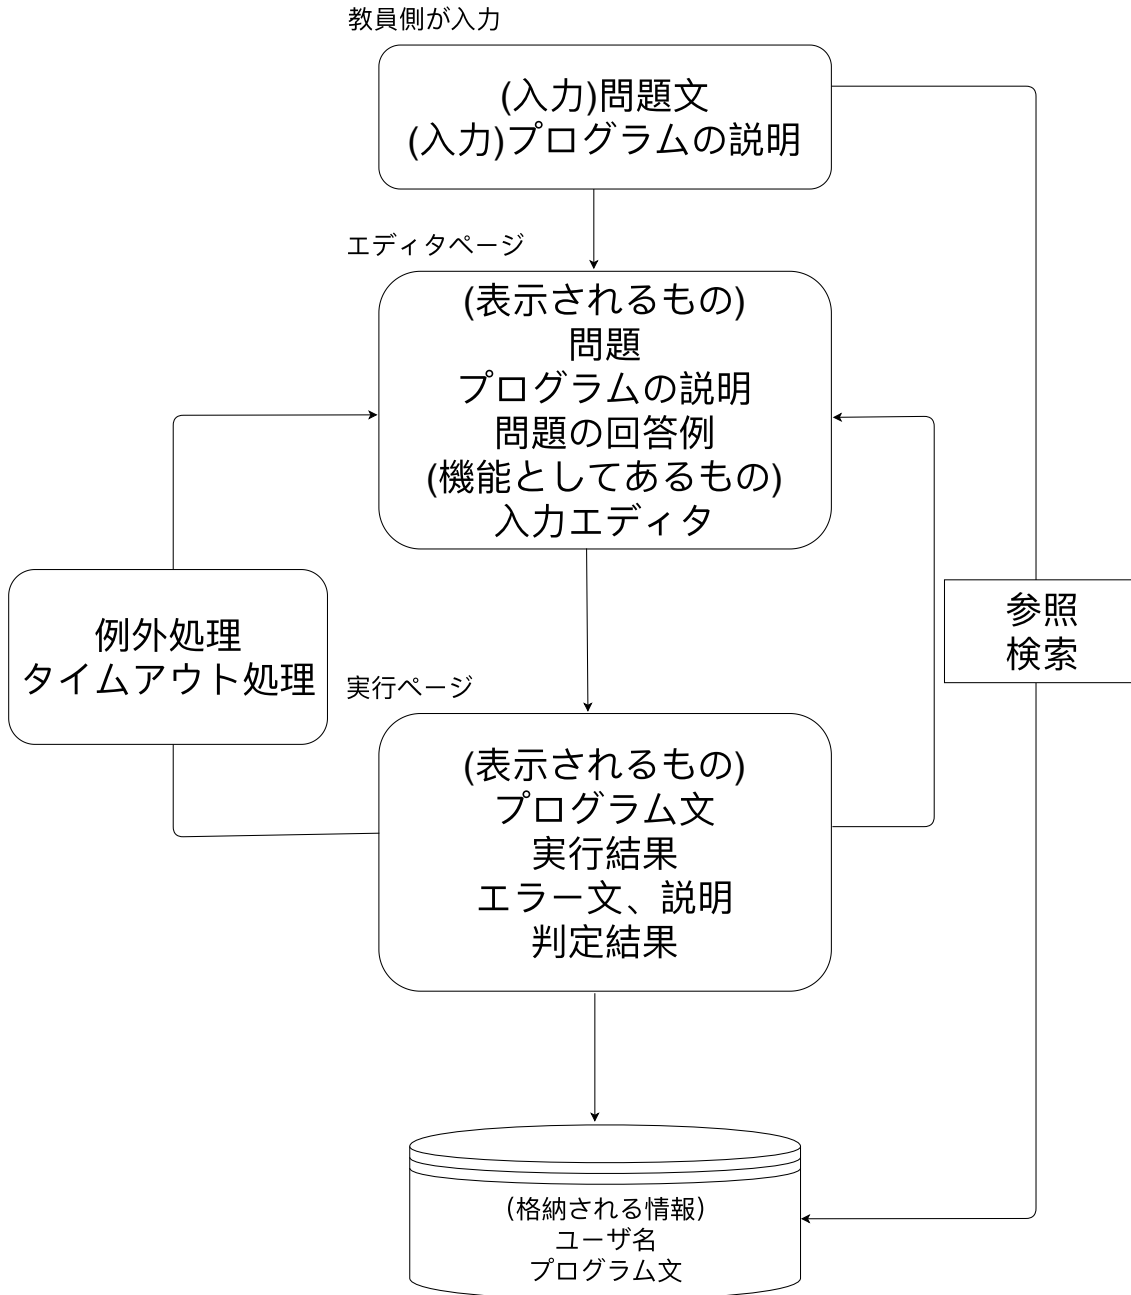 教員側が入力
(入力)問題文
(入力)プログラムの説明
エディタページ
(表示されるもの)
問題
プログラムの説明
問題の回答例
(機能としてあるもの)
入力エディタ
例外処理
タイムアウト処理
参照
検索
実行ページ
(表示されるもの)
プログラム文
実行結果
エラー文、説明
判定結果
(格納される情報)
ユーザ名
プログラム文